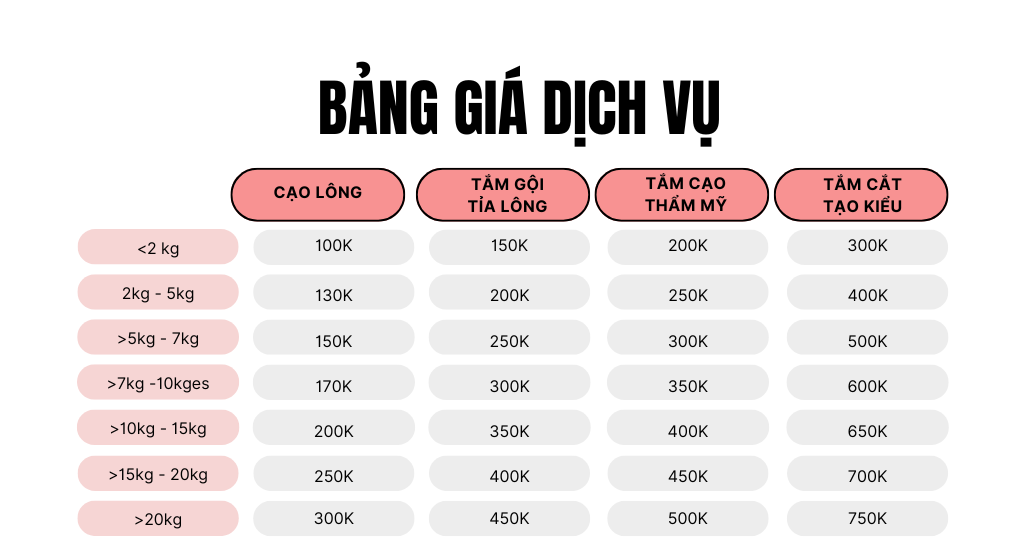 BẢNG GIÁ DỊCH VỤ
CẠO LÔNG
TẮM GỘI
TỈA LÔNG
TẮM CẠO
THẨM MỸ
TẮM CẮT
TẠO KIỂU
<2 kg 100K 150K 200K 300K
2kg - 5kg 130K 200K 250K 400K
>5kg - 7kg 150K 250K 300K 500K
>7kg -10kges 170K 300K 350K 600K
>10kg - 15kg 200K 350K 400K 650K
>15kg - 20kg 250K 400K 450K 700K
>20kg 300K 450K 500K 750K